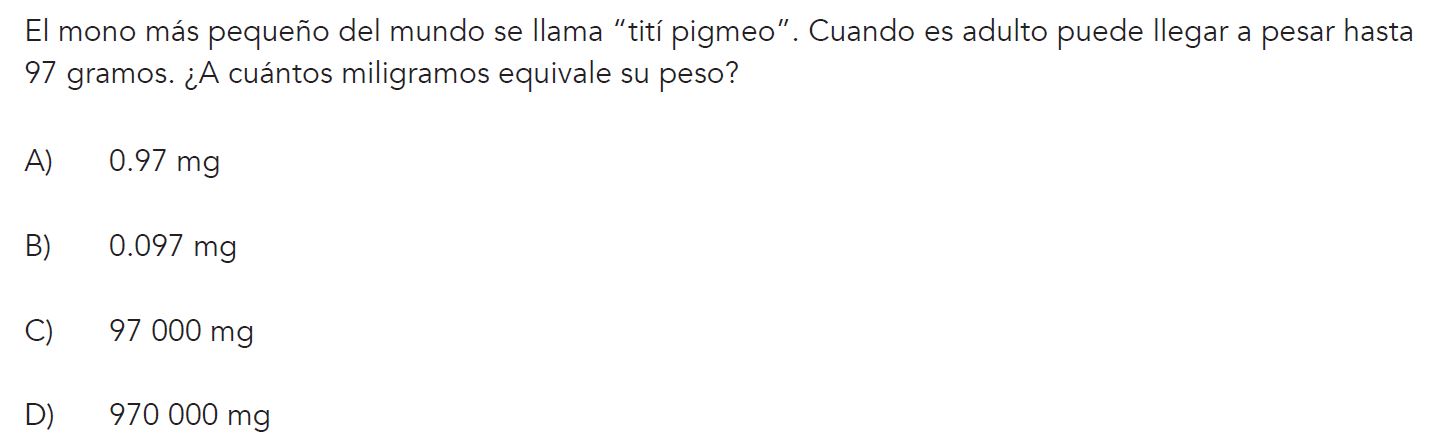 El mono más pequeño del mundo se llama “tití pigmeo”. Cuando es adulto puede llegar a pesar hasta
97 gramos. ¿A cuántos miligramos equivale su peso?
A) 0.97 mg
B) 0.097 mg
C) 97 000 mg
D) 970 000 mg